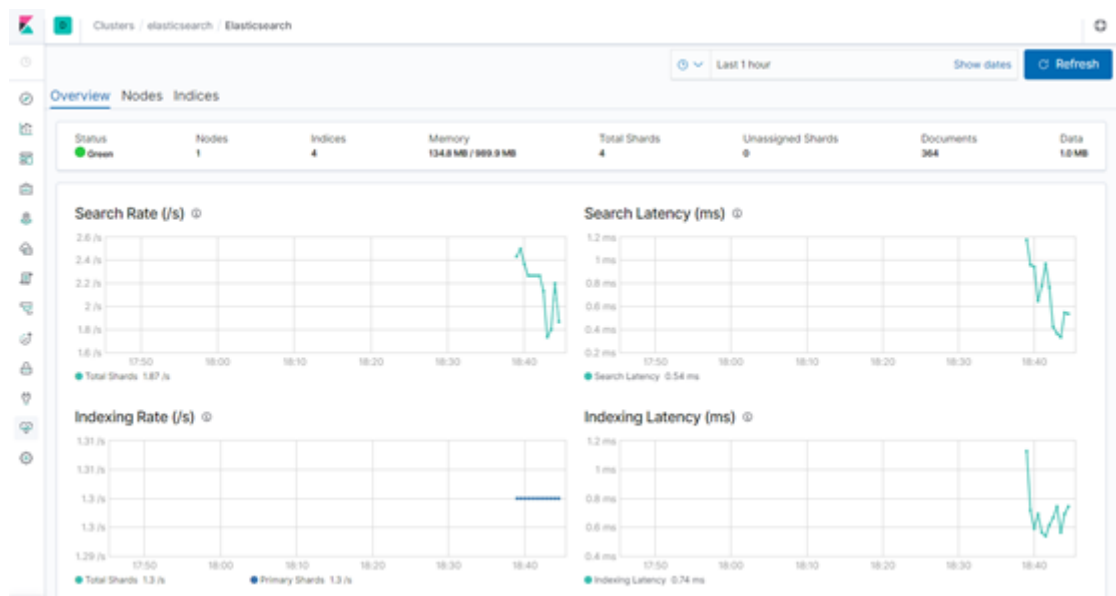 D Clusters / elasticsearch / Elasticsearch
Last 1 hour Show dates Refresh
Overview Nodes Indices
Status Nodes Indices Memory Total Shards Unassigned Shards Documents Data
Green 1 4 134.8 MB / 989.9 MB 4 0 364 1.0 MB
Search Rate (/s)
2.6 /s
2.4 /s
2.2 /s
2 /s
1.8 /s
1.6 /s
17:50 18:00 18:10 18:20 18:30 18:40
Total Shards 1.87 /s
Search Latency (ms)
1.2 ms
1 ms
0.8 ms
0.6 ms
0.4 ms
0.2 ms
17:50 18:00 18:10 18:20 18:30 18:40
Search Latency 0.54 ms
Indexing Rate (/s)
1.31 /s
1.31 /s
1.3 /s
1.3 /s
1.29 /s
17:50 18:00 18:10 18:20 18:30 18:40
Total Shards 1.3 /s Primary Shards 1.3 /s
Indexing Latency (ms)
1.2 ms
1 ms
0.8 ms
0.6 ms
0.4 ms
17:50 18:00 18:10 18:20 18:30 18:40
Indexing Latency 0.74 ms